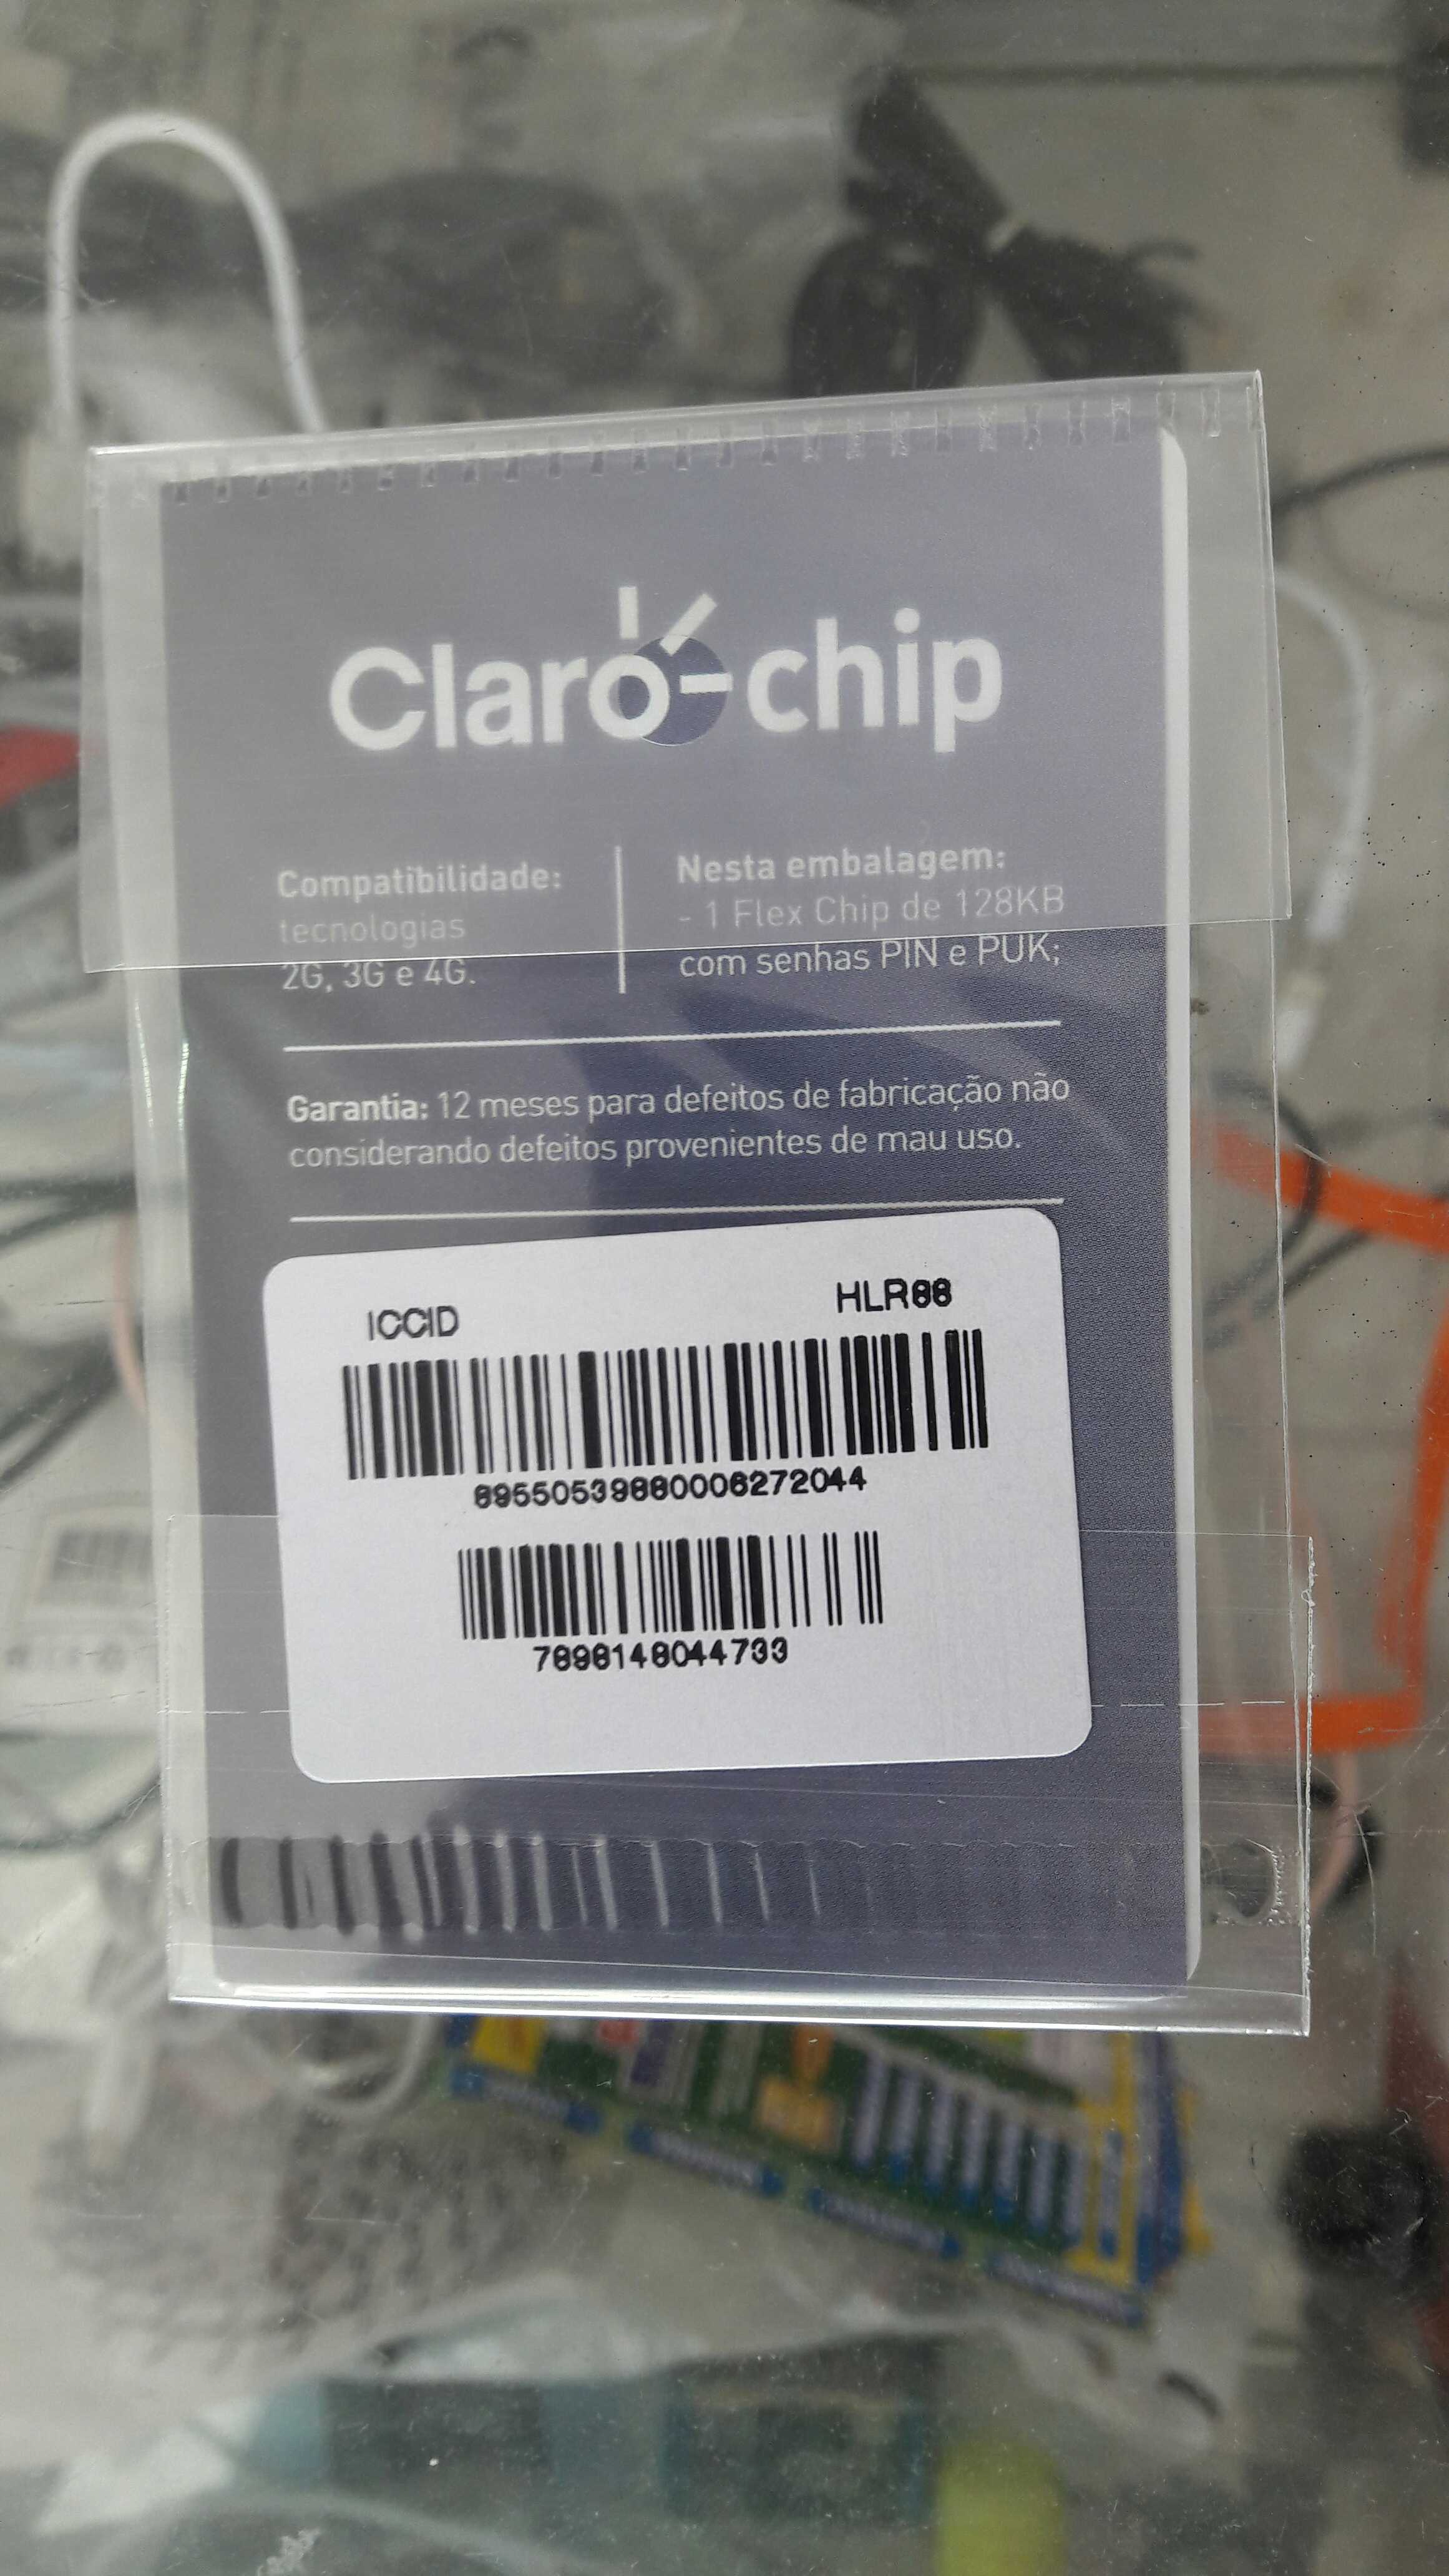 Claro-chip
Compatibilidade:
tecnologias
2G, 3G e 4G.
Nesta embalagem:
- 1 Flex Chip de 128KB
com senhas PIN e PUK;
Garantia: 12 meses para defeitos de fabricação não
considerando defeitos provenientes de mau uso.
ICCID
HLR88
89550539880006272044
7898148044733